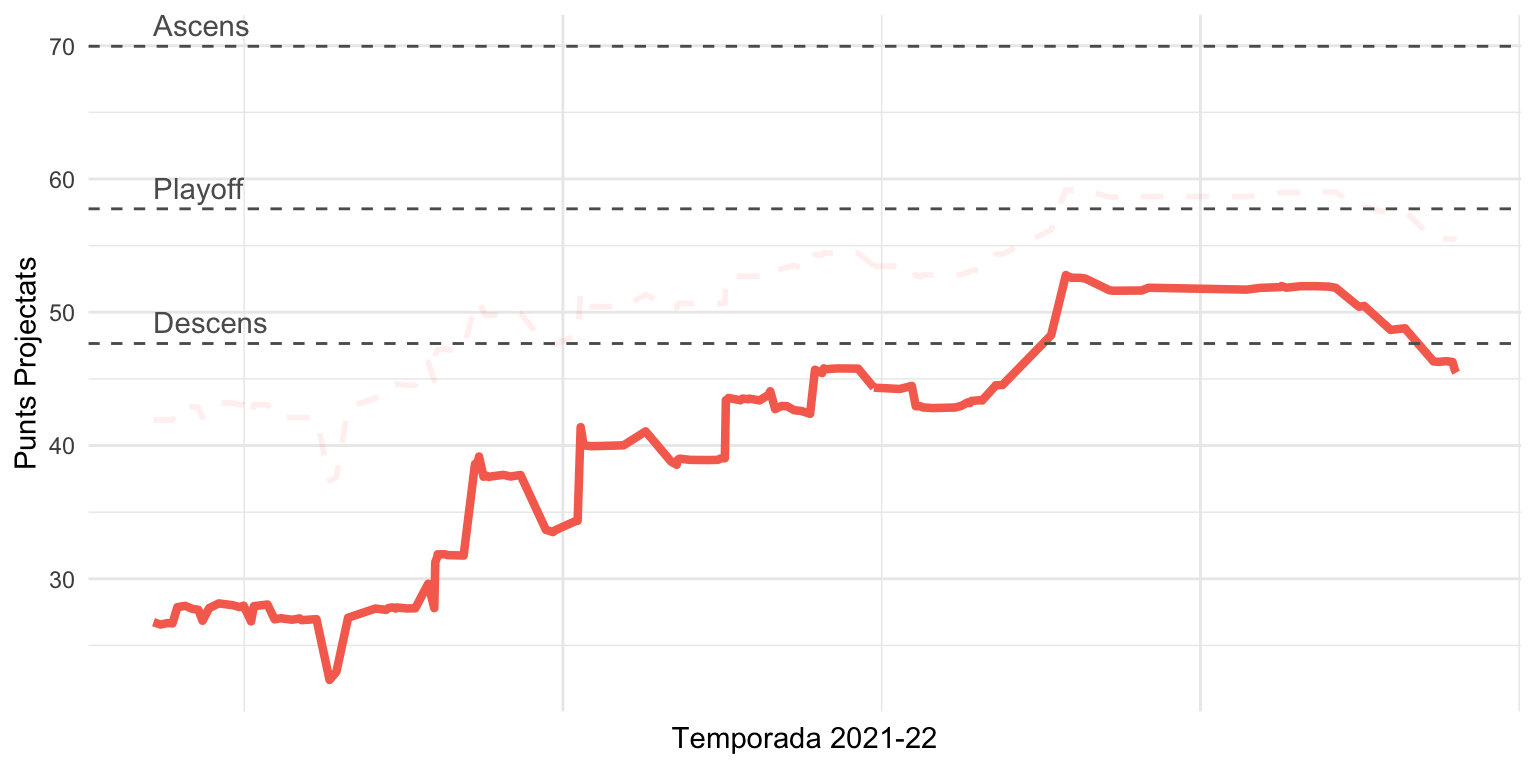 Ascens
70
60
Playoff
50
Descens
40
30
Punts Projectats
Temporada 2021-22